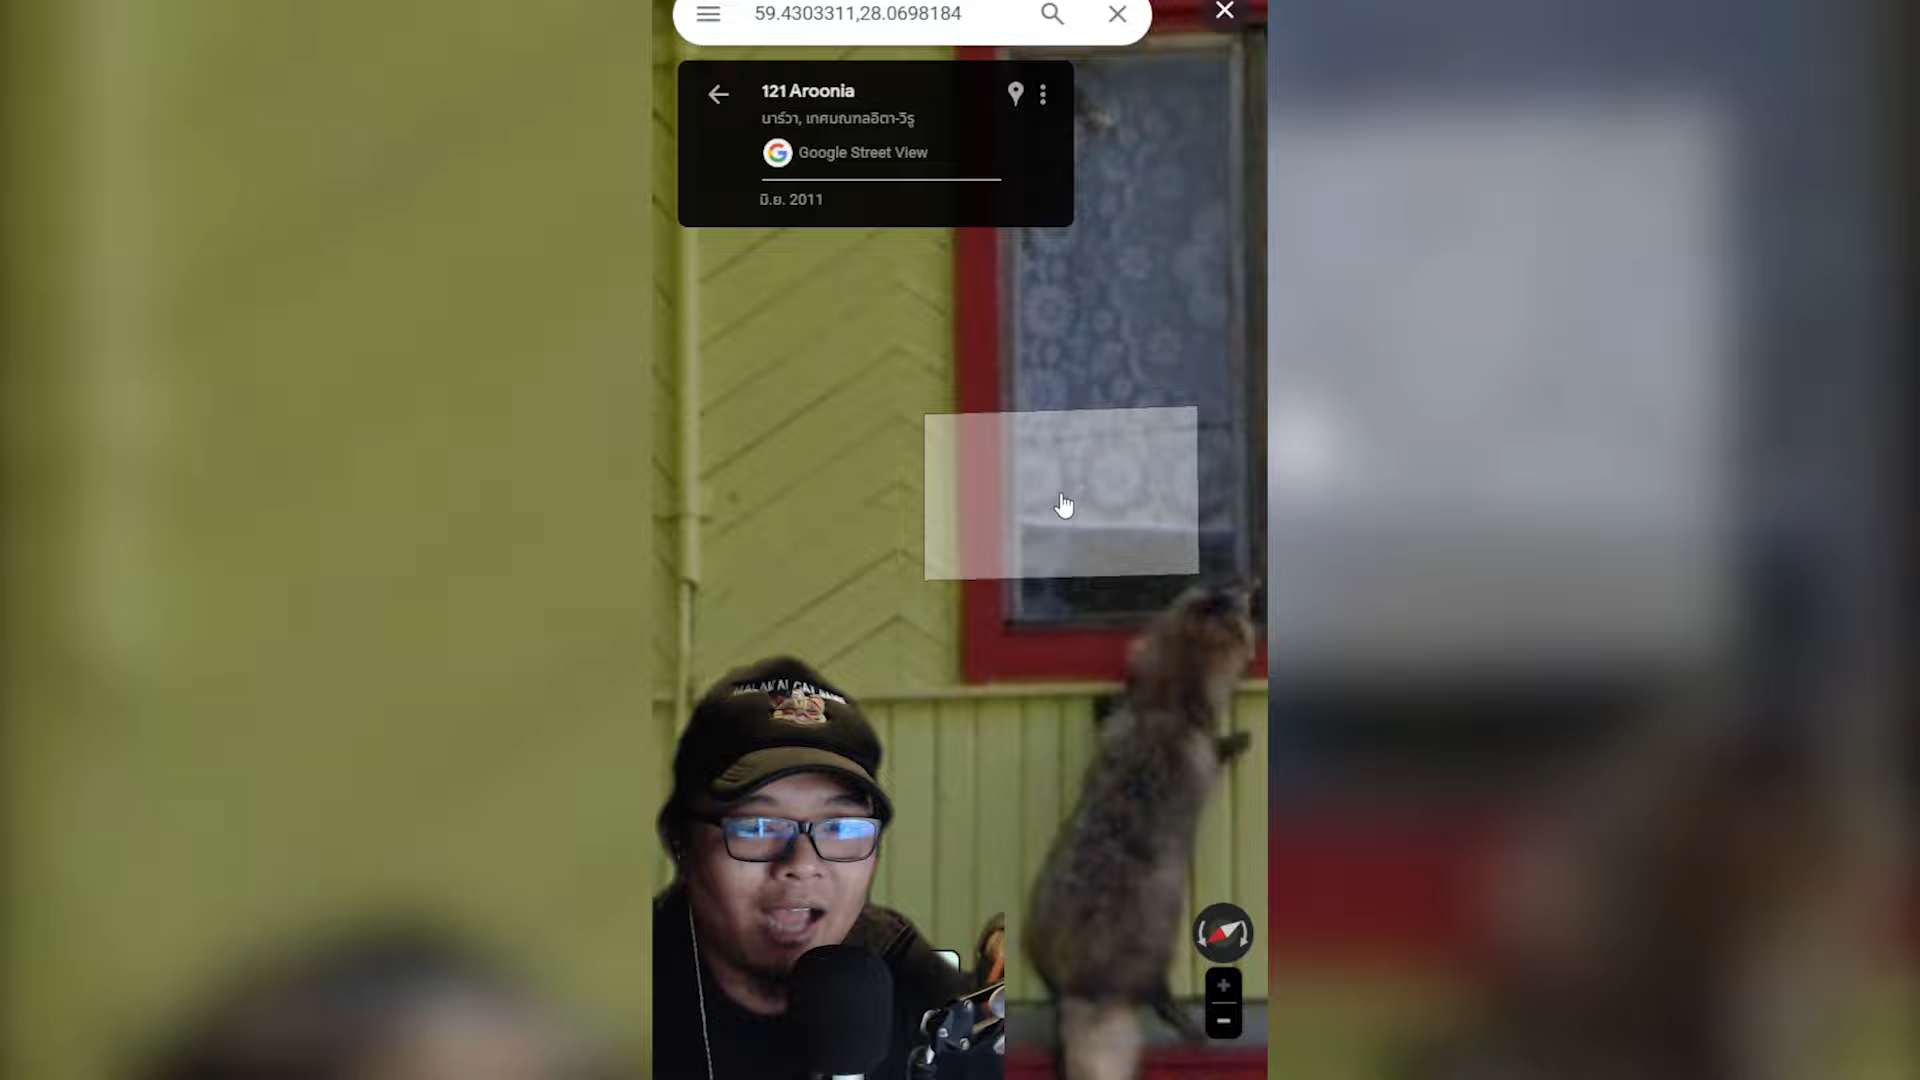 59.4303311,28.0698184
121 Aroonia
นาร์วา, เทศมณฑลอิดา-วิรู
Google Street View
มิ.ย. 2011